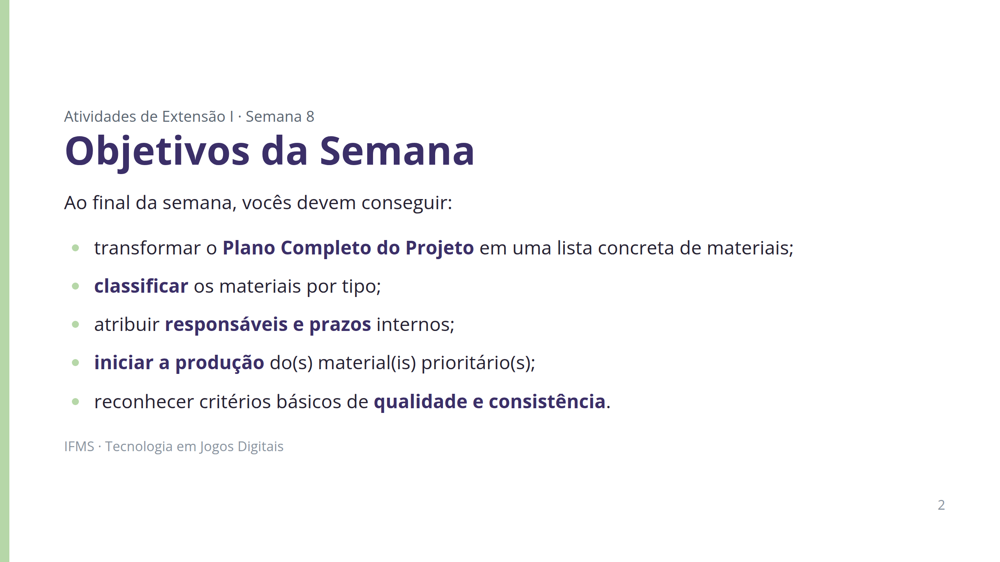 Atividades de Extensão I · Semana 8
Objetivos da Semana
Ao final da semana, vocês devem conseguir:
transformar o Plano Completo do Projeto em uma lista concreta de materiais;
classificar os materiais por tipo;
atribuir responsáveis e prazos internos;
iniciar a produção do(s) material(is) prioritário(s);
reconhecer critérios básicos de qualidade e consistência.
IFMS · Tecnologia em Jogos Digitais
2